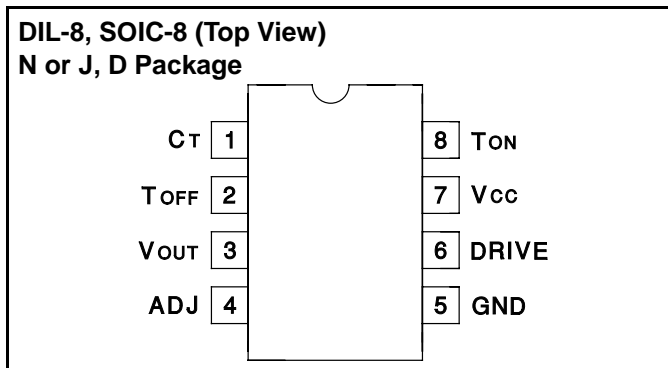 DIL-8, SOIC-8 (Top View)
N or J, D Package
CT 1 8 TON
TOFF 2 7 VCC
VOUT 3 6 DRIVE
ADJ 4 5 GND